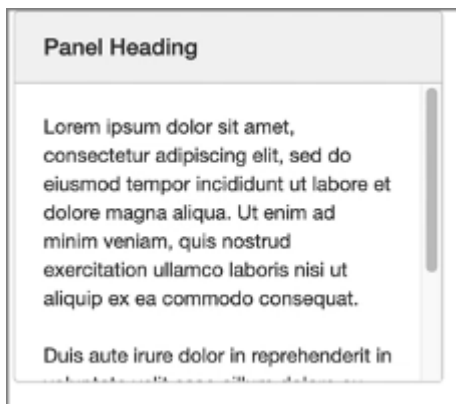 Panel Heading
Lorem ipsum dolor sit amet,
consectetur adipiscing elit, sed do
eiusmod tempor incididunt ut labore et
dolore magna aliqua. Ut enim ad
minim veniam, quis nostrud
exercitation ullamco laboris nisi ut
aliquip ex ea commodo consequat.
Duis aute irure dolor in reprehenderit in